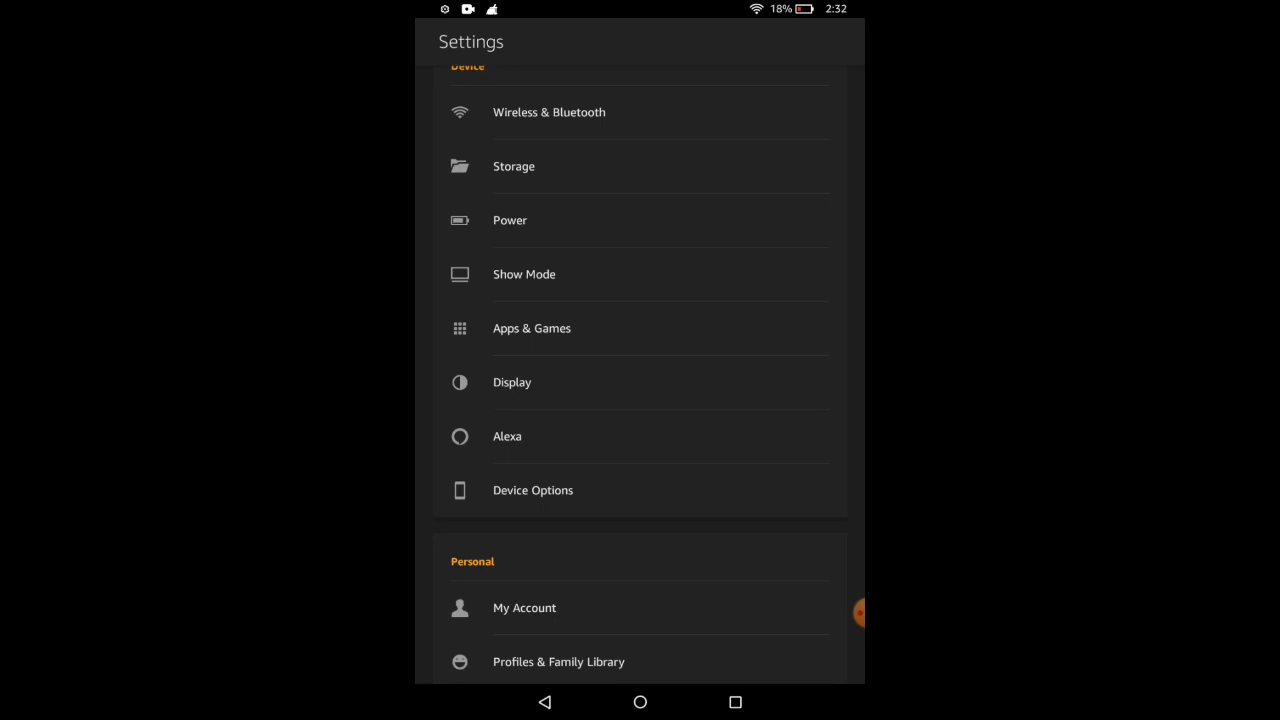 18% 2:32
Settings
Device
Wireless & Bluetooth
Storage
Power
Show Mode
Apps & Games
Display
Alexa
Device Options
Personal
My Account
Profiles & Family Library